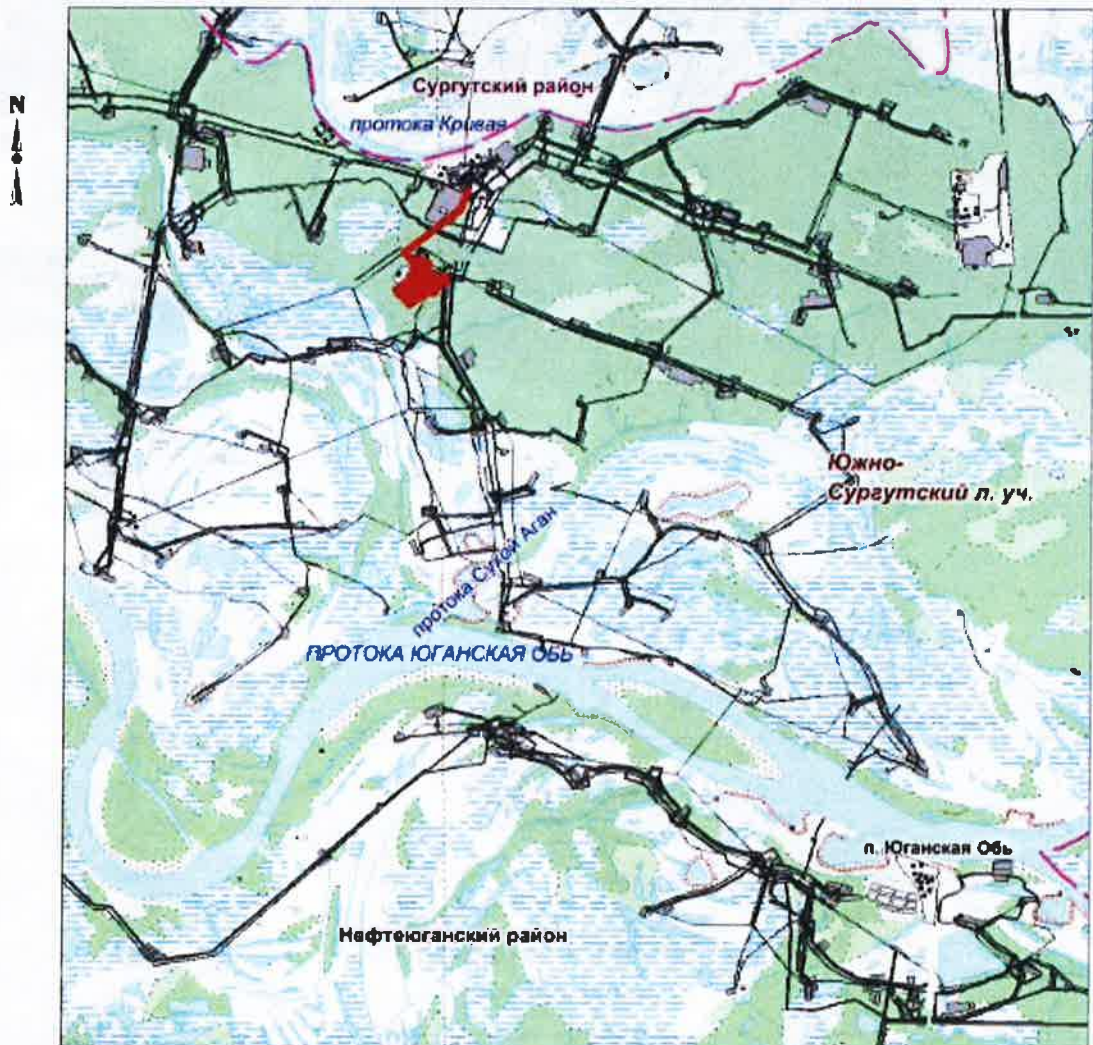 N
Сургутский район
протока Кривая
Южно-
Сургутский л. уч.
протока Сухой Аган
ПРОТОКА ЮГАНСКАЯ ОБЬ
п. Юганская Обь
Нефтеюганский район